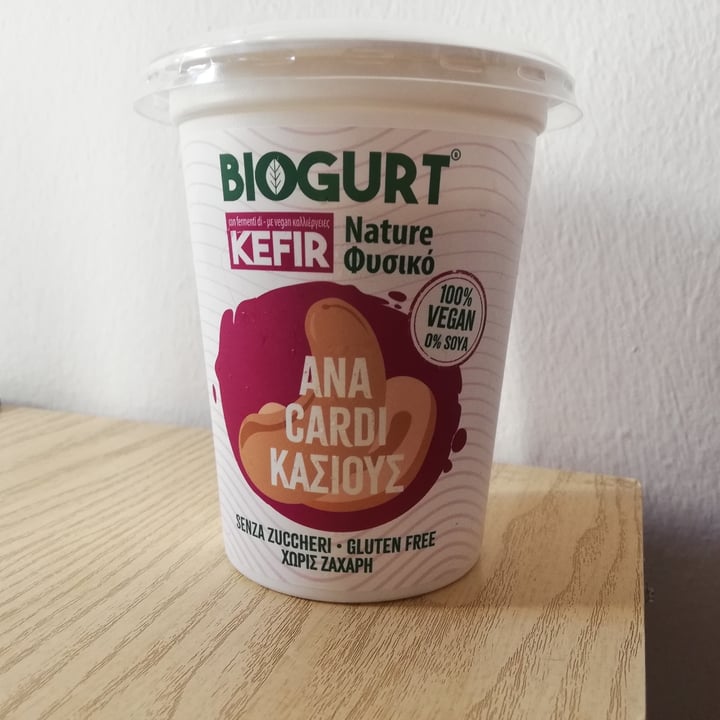 BIOGURT®
con fermenti di - με vegan καλλιέργειες
KEFIR
Nature
Φυσικό
100%
VEGAN
0% SOYA
ANA
CARDI
ΚΑΣΙΟΥΣ
SENZA ZUCCHERI • GLUTEN FREE
ΧΩΡΙΣ ΖΑΧΑΡΗ